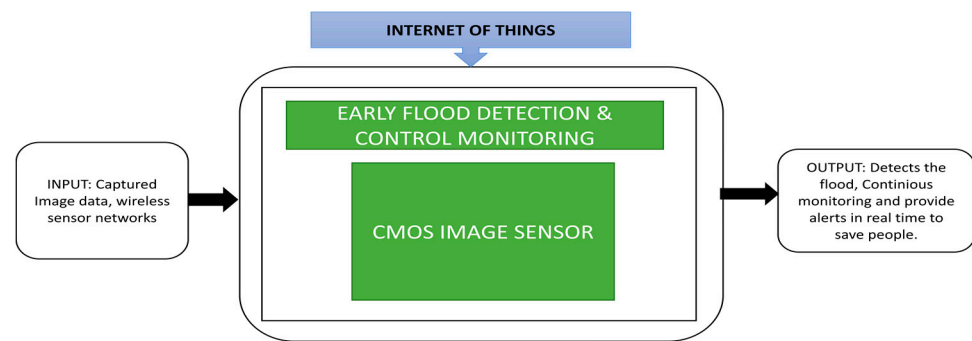 INTERNET OF THINGS
EARLY FLOOD DETECTION &
CONTROL MONITORING
INPUT: Captured
Image data, wireless
sensor networks
CMOS IMAGE SENSOR
OUTPUT: Detects the
flood, Continious
monitoring and provide
alerts in real time to
save people.